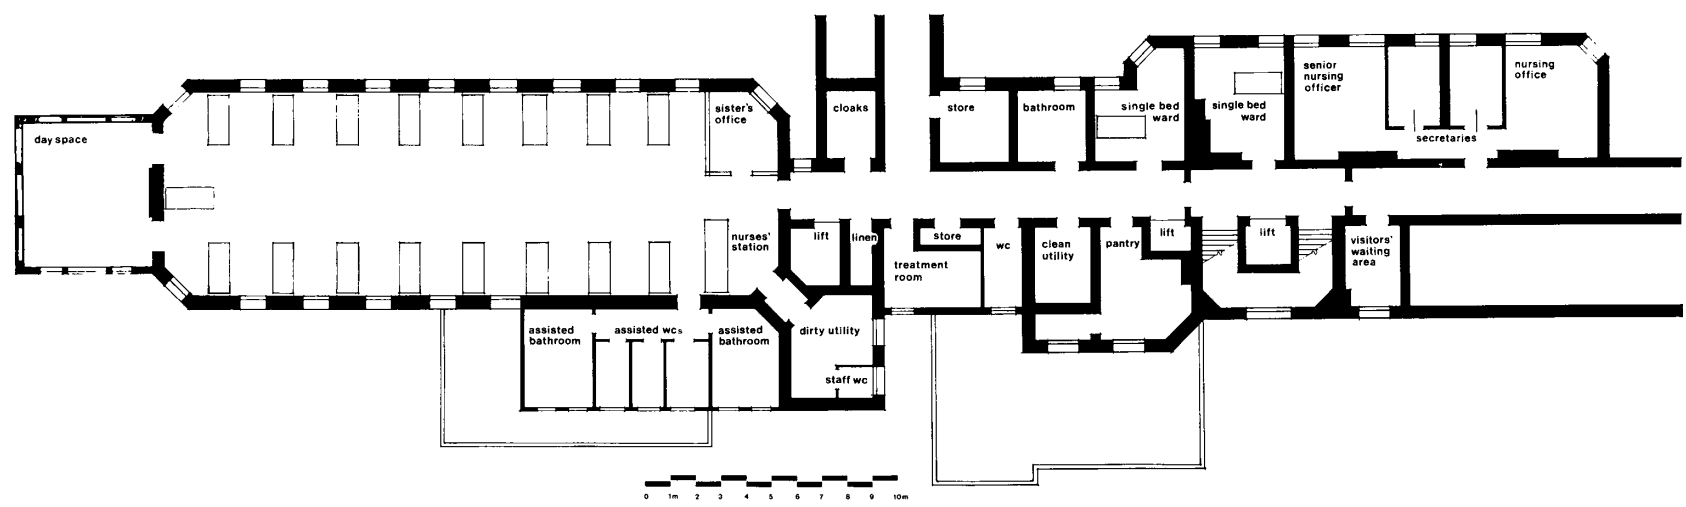 day space
sister's
office
cloaks
store
bathroom
single bed
ward
single bed
ward
senior
nursing
officer
secretaries
nursing
office
nurses'
station
lift
linen
store
treatment
room
wc
clean
utility
pantry
lift
lift
visitors'
waiting
area
assisted
bathroom
assisted wcs
assisted
bathroom
dirty utility
staff wc
0 1m 2 3 4 5 6 7 8 9 10m